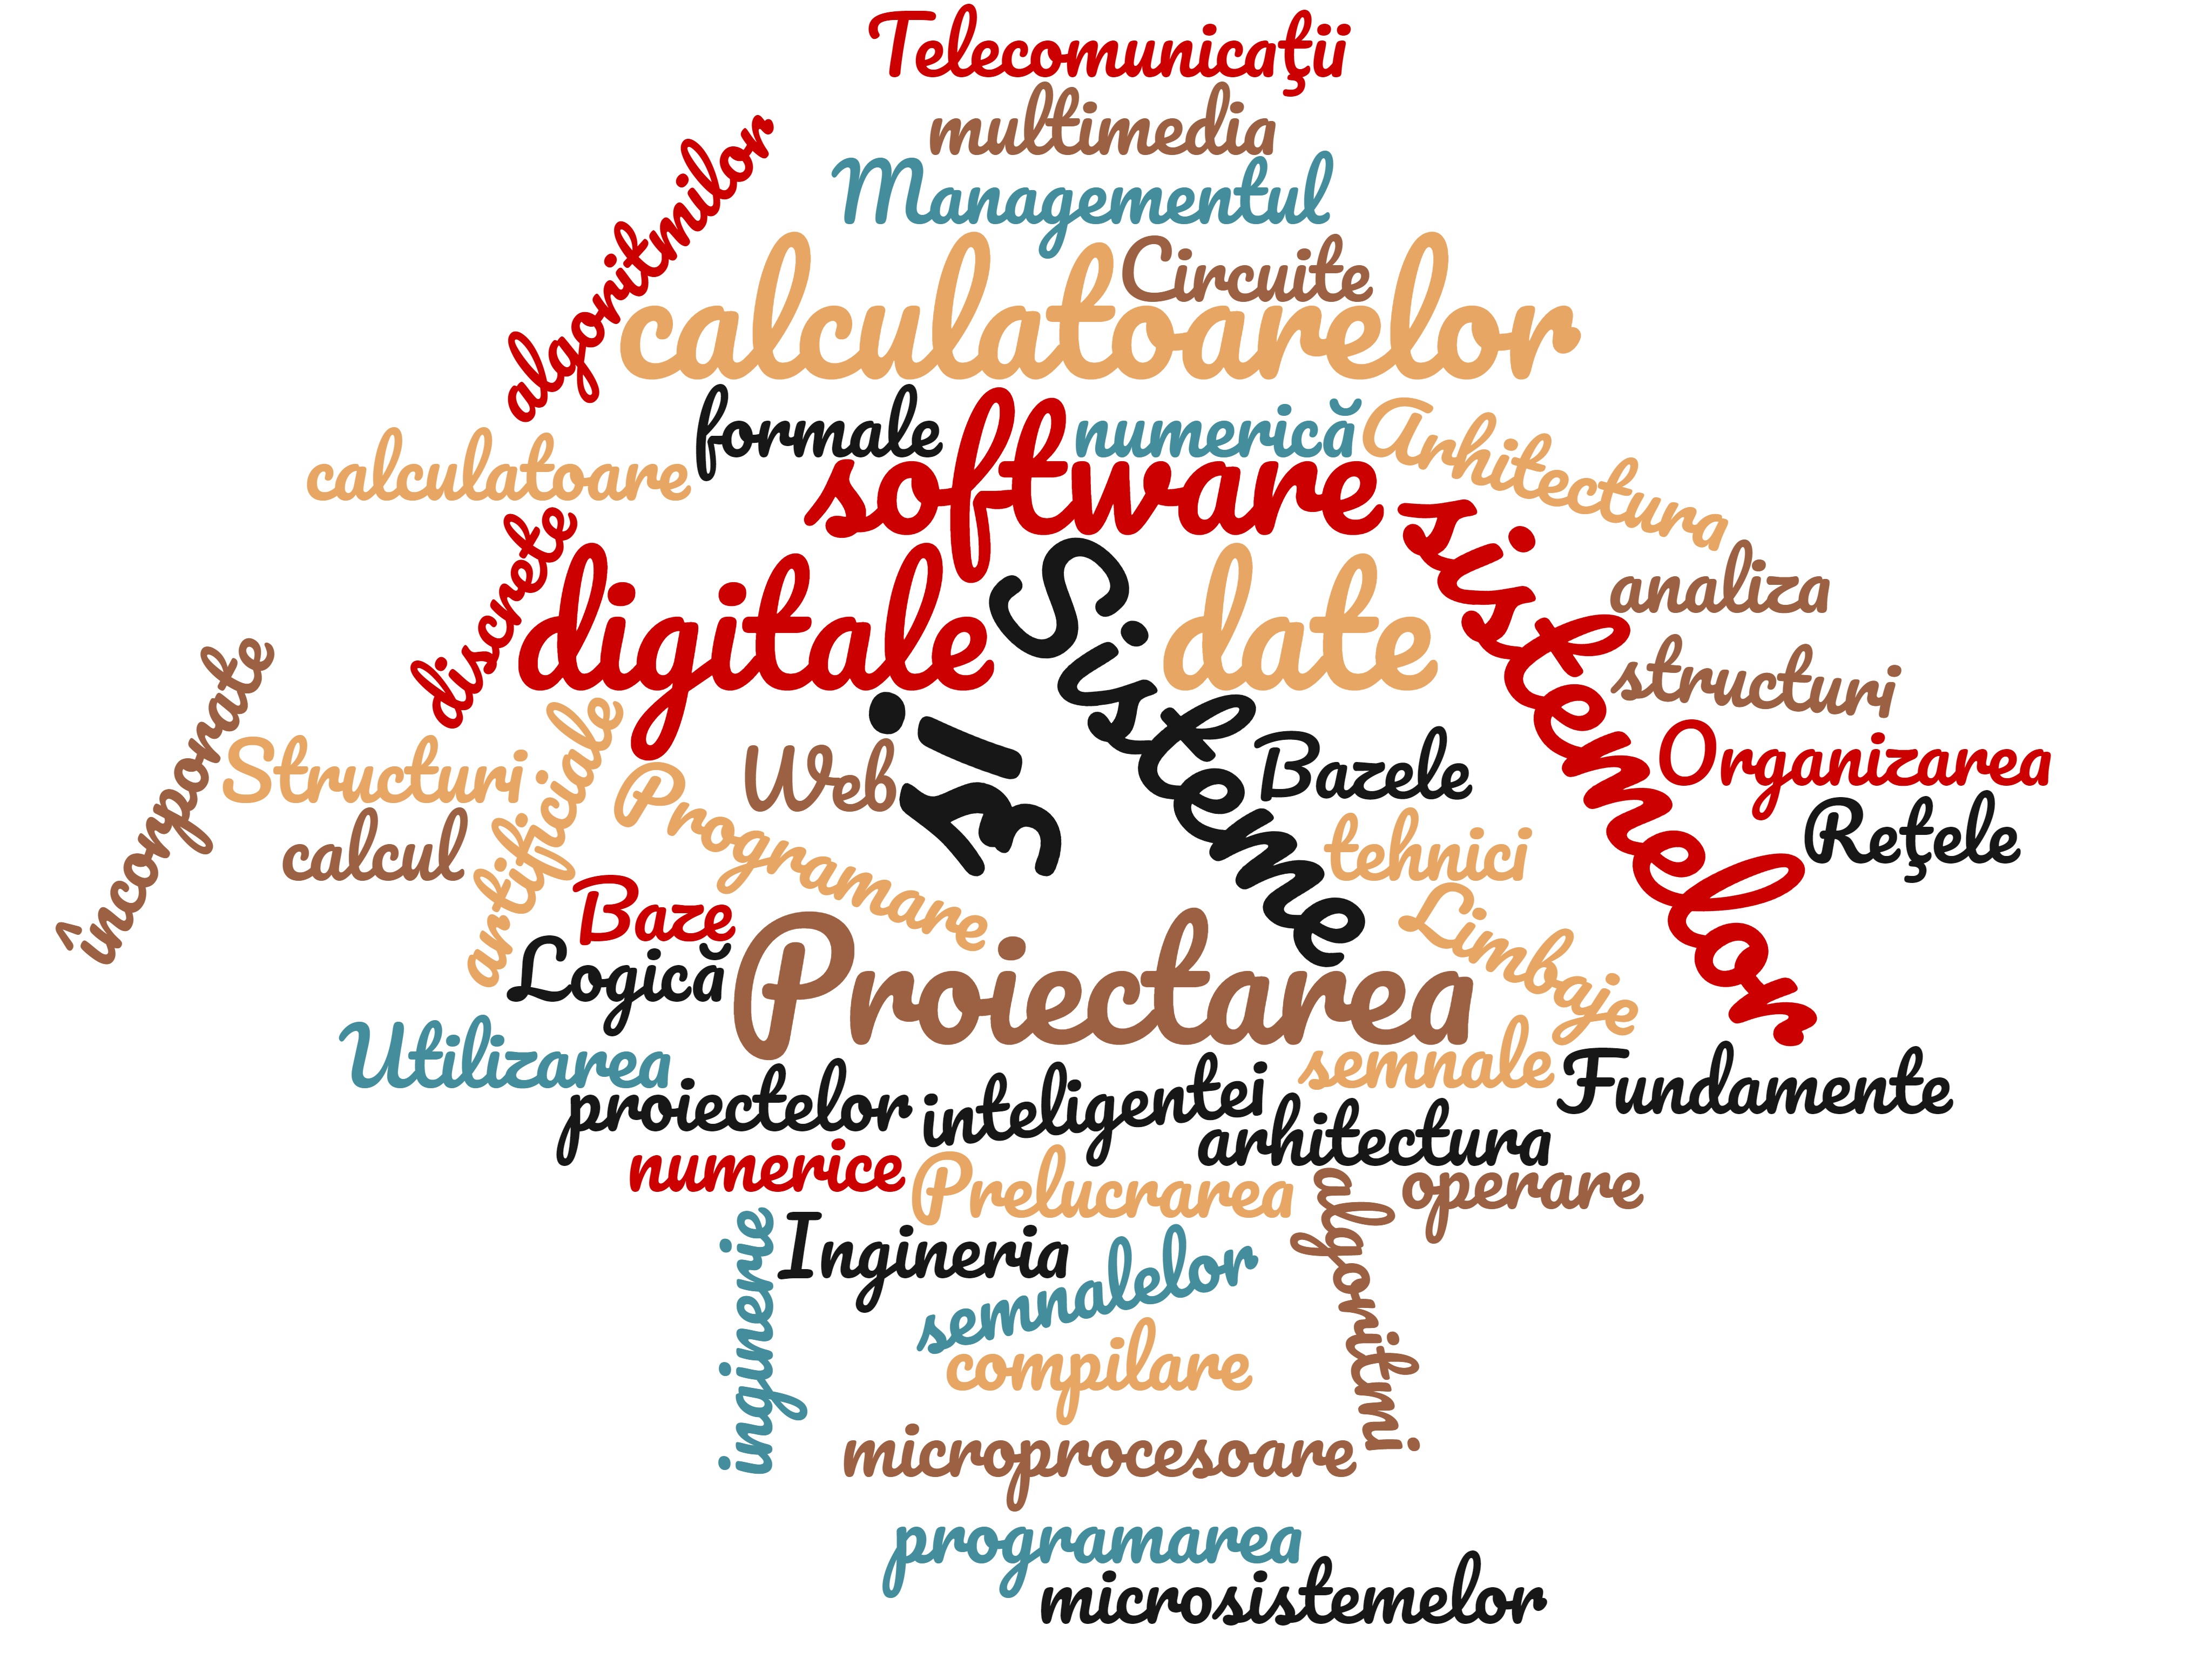 Telecomunicaţii
multimedia
Managementul
algoritmilor
Circuite
calculatoarelor
formale
numerică
Arhitectura
calculatoare
software
sistemelor
analiza
discrete
digitale
Sisteme
date
structuri
încorporate
Structuri
artificiale
Programare
Web
şi
Bazele
Organizarea
Reţele
calcul
tehnici
Baze
Limbaje
Logică
Proiectarea
Utilizarea
semnale
Fundamente
proiectelor
inteligentei
arhitectura
numerice
Prelucrarea
operare
algoritmi
inginerie
Ingineria
semnalelor
compilare
microprocesoare
programarea
microsistemelor